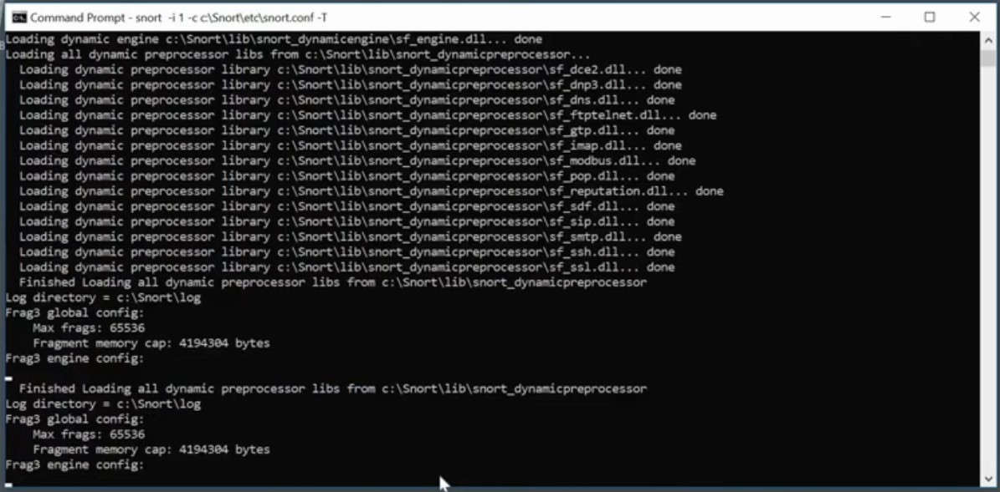 Command Prompt - snort -i 1 -c c:\Snort\etc\snort.conf -T
Loading dynamic engine c:\Snort\lib\snort_dynamicengine\sf_engine.dll... done
Loading all dynamic preprocessor libs from c:\Snort\lib\snort_dynamicpreprocessor...
Loading dynamic preprocessor library c:\Snort\lib\snort_dynamicpreprocessor\sf_dce2.dll... done
Loading dynamic preprocessor library c:\Snort\lib\snort_dynamicpreprocessor\sf_dnp3.dll... done
Loading dynamic preprocessor library c:\Snort\lib\snort_dynamicpreprocessor\sf_dns.dll... done
Loading dynamic preprocessor library c:\Snort\lib\snort_dynamicpreprocessor\sf_ftptelnet.dll... done
Loading dynamic preprocessor library c:\Snort\lib\snort_dynamicpreprocessor\sf_gtp.dll... done
Loading dynamic preprocessor library c:\Snort\lib\snort_dynamicpreprocessor\sf_imap.dll... done
Loading dynamic preprocessor library c:\Snort\lib\snort_dynamicpreprocessor\sf_modbus.dll... done
Loading dynamic preprocessor library c:\Snort\lib\snort_dynamicpreprocessor\sf_pop.dll... done
Loading dynamic preprocessor library c:\Snort\lib\snort_dynamicpreprocessor\sf_reputation.dll... done
Loading dynamic preprocessor library c:\Snort\lib\snort_dynamicpreprocessor\sf_sdf.dll... done
Loading dynamic preprocessor library c:\Snort\lib\snort_dynamicpreprocessor\sf_sip.dll... done
Loading dynamic preprocessor library c:\Snort\lib\snort_dynamicpreprocessor\sf_smtp.dll... done
Loading dynamic preprocessor library c:\Snort\lib\snort_dynamicpreprocessor\sf_ssh.dll... done
Loading dynamic preprocessor library c:\Snort\lib\snort_dynamicpreprocessor\sf_ssl.dll... done
Finished Loading all dynamic preprocessor libs from c:\Snort\lib\snort_dynamicpreprocessor
Log directory = c:\Snort\log
Frag3 global config:
Max frags: 65536
Fragment memory cap: 4194304 bytes
Frag3 engine config:
Finished Loading all dynamic preprocessor libs from c:\Snort\lib\snort_dynamicpreprocessor
Log directory = c:\Snort\log
Frag3 global config:
Max frags: 65536
Fragment memory cap: 4194304 bytes
Frag3 engine config: